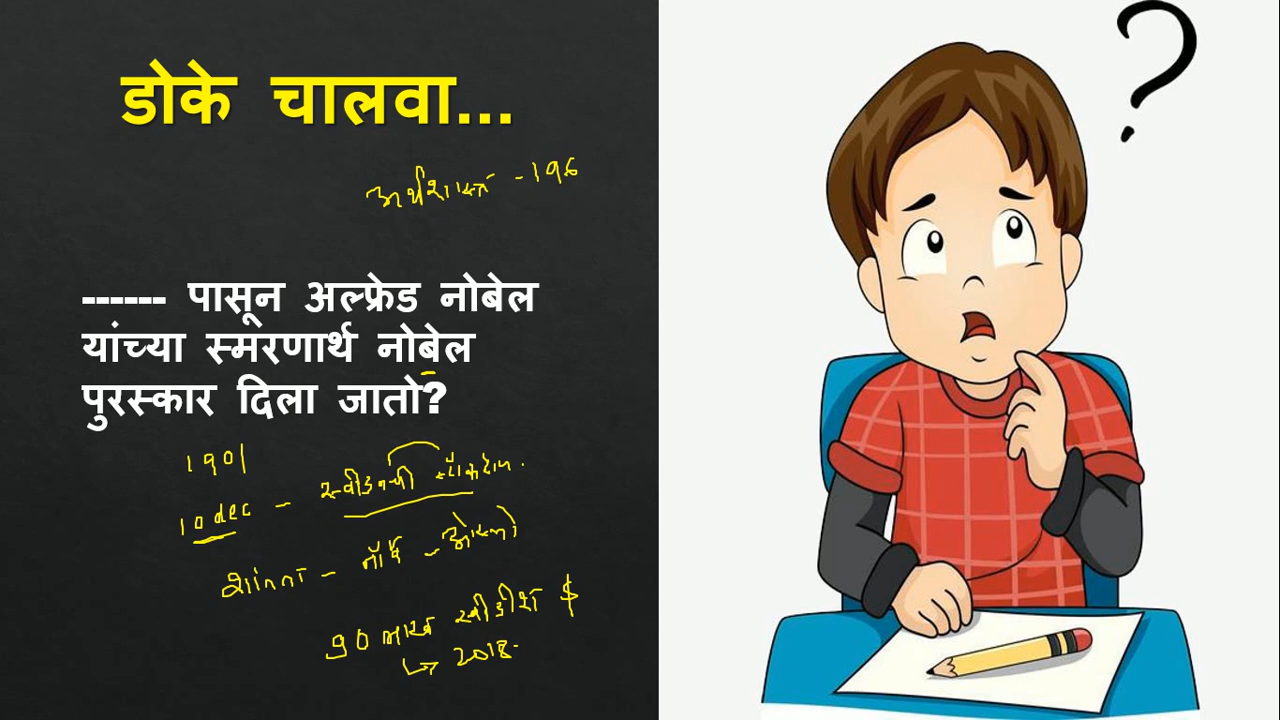 डोके चालवा...
अर्थशास्त्र - 196
------ पासून अल्फ्रेड नोबेल
यांच्या स्मरणार्थ नोबेल
पुरस्कार दिला जातो?
1901
10 dec - स्वीडनची स्टॉकहोम.
शांतता - नॉर्वे - ओस्लो
90 लाख स्वीडीश $
↳ 2018
?